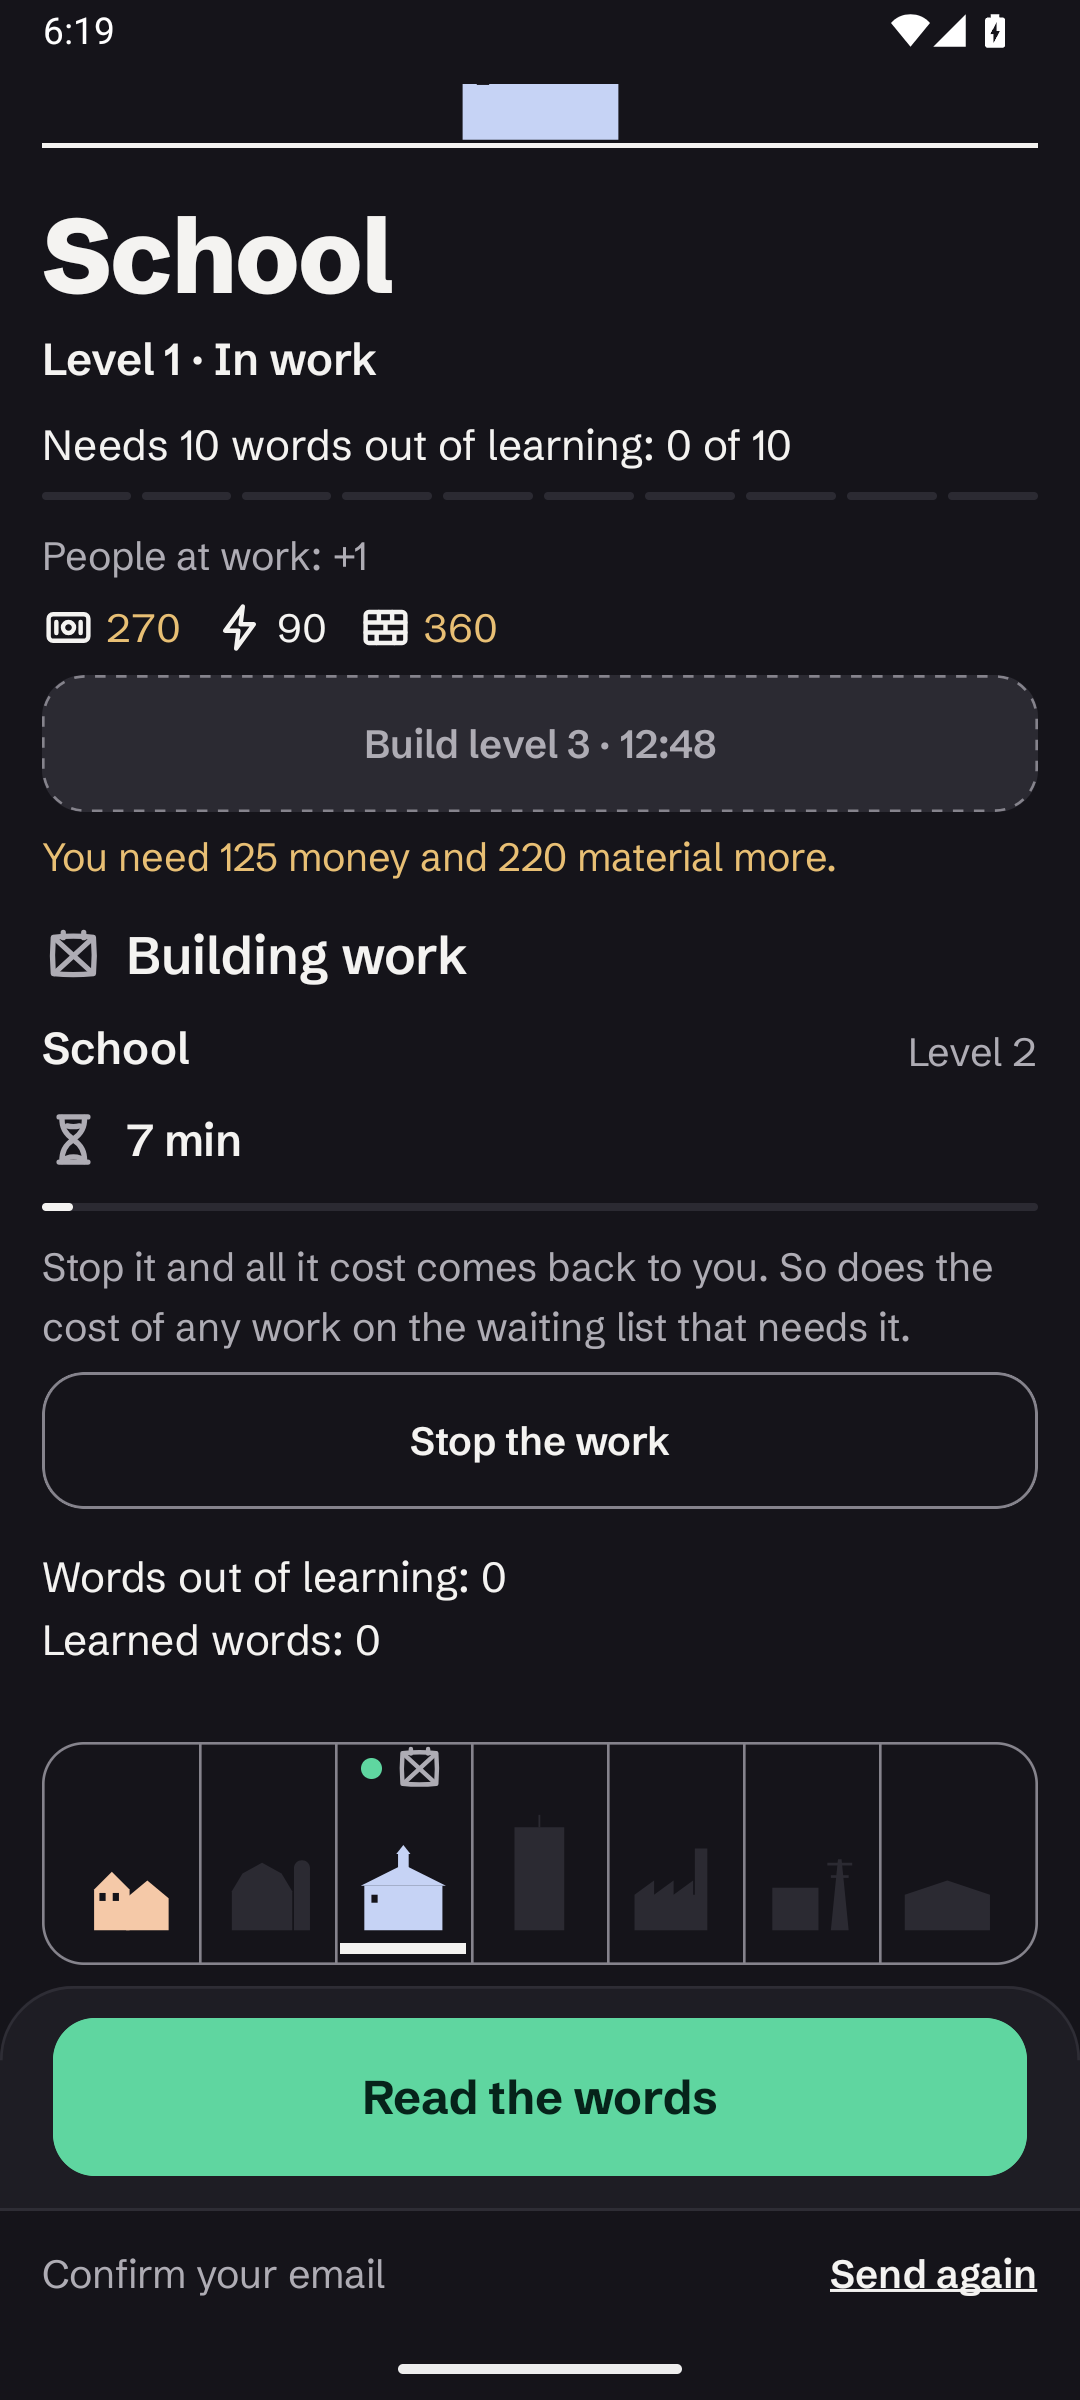 6:19
School
Level 1 · In work
Needs 10 words out of learning: 0 of 10
People at work: +1
270 90 360
Build level 3 · 12:48
You need 125 money and 220 material more.
Building work
School Level 2
7 min
Stop it and all it cost comes back to you. So does the
cost of any work on the waiting list that needs it.
Stop the work
Words out of learning: 0
Learned words: 0
Read the words
Confirm your email Send again